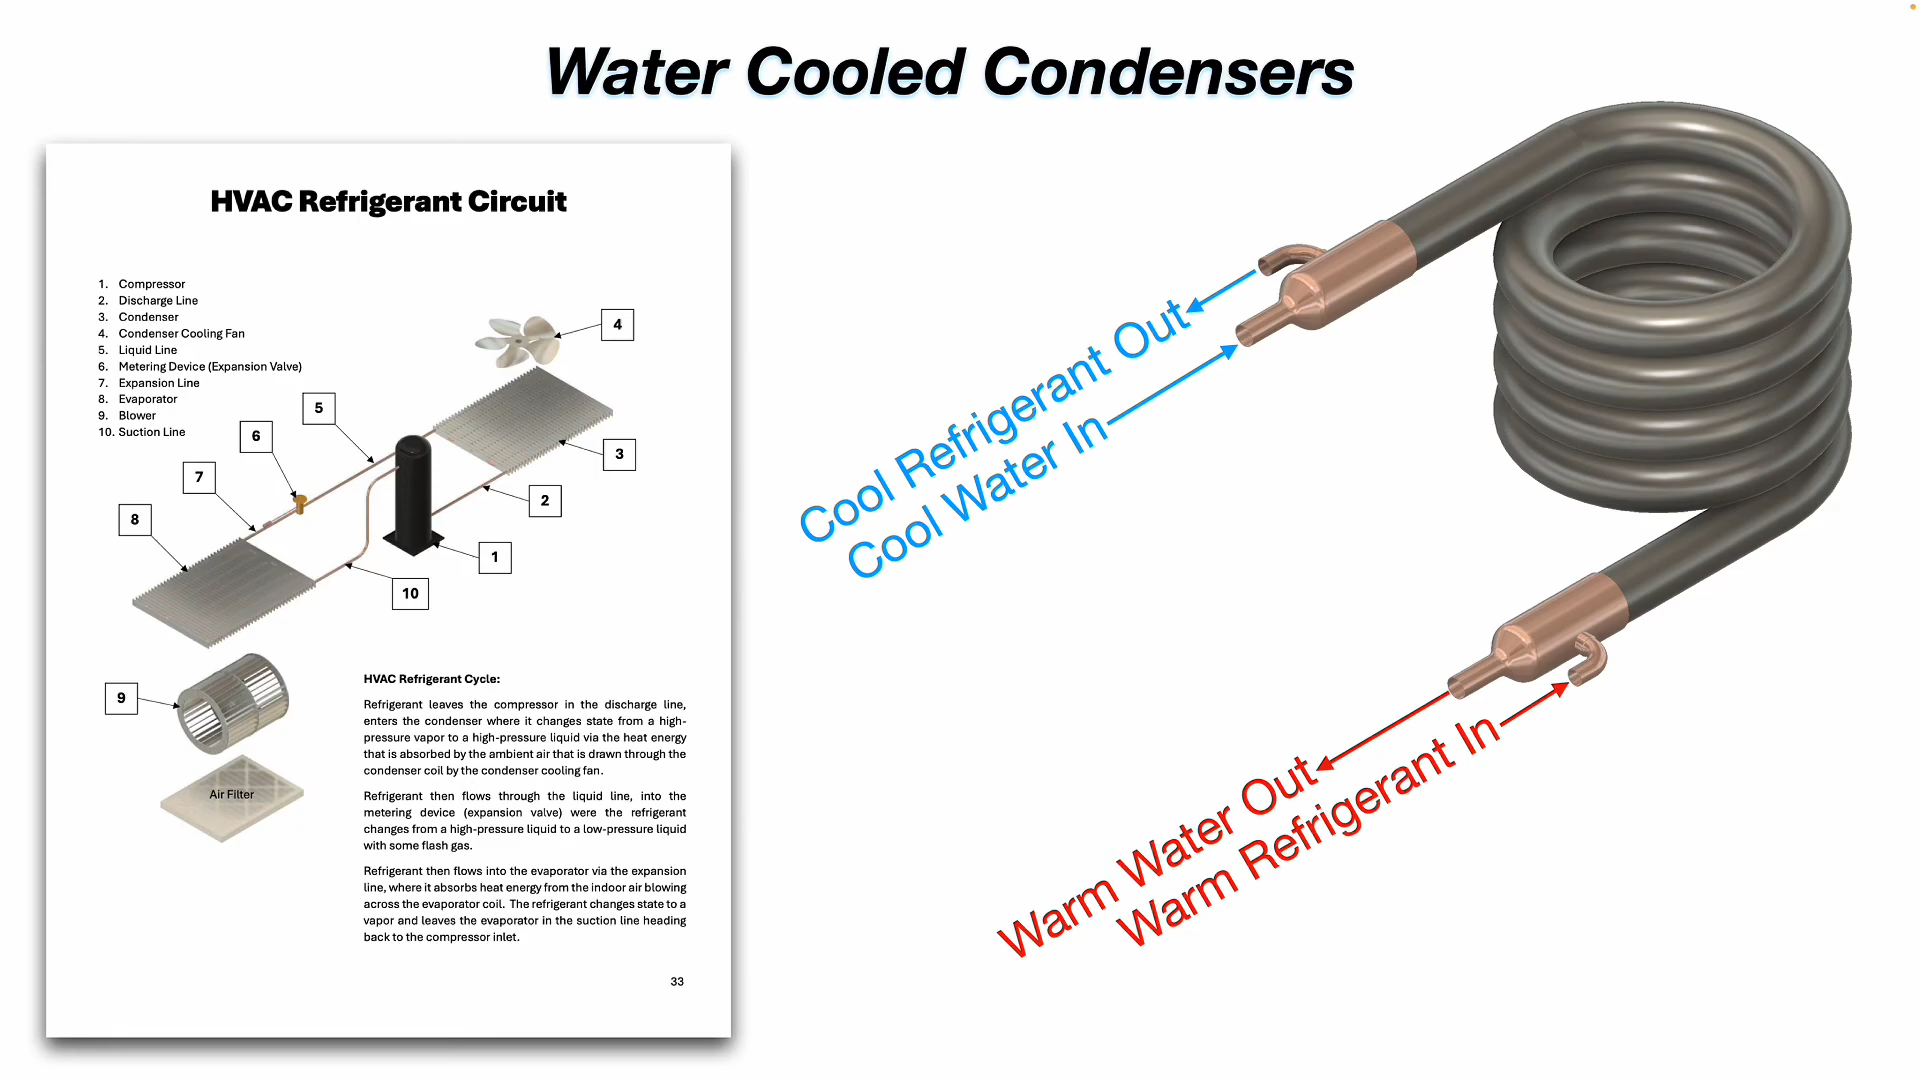 Water Cooled Condensers
HVAC Refrigerant Circuit
1. Compressor
2. Discharge Line
3. Condenser
4. Condenser Cooling Fan
5. Liquid Line
6. Metering Device (Expansion Valve)
7. Expansion Line
8. Evaporator
9. Blower
10. Suction Line
4
5
6
3
7
2
8
1
10
9
Air Filter
HVAC Refrigerant Cycle:
Refrigerant leaves the compressor in the discharge line,
enters the condenser where it changes state from a high-
pressure vapor to a high-pressure liquid via the heat energy
that is absorbed by the ambient air that is drawn through the
condenser coil by the condenser cooling fan.
Refrigerant then flows through the liquid line, into the
metering device (expansion valve) were the refrigerant
changes from a high-pressure liquid to a low-pressure liquid
with some flash gas.
Refrigerant then flows into the evaporator via the expansion
line, where it absorbs heat energy from the indoor air blowing
across the evaporator coil. The refrigerant changes state to a
vapor and leaves the evaporator in the suction line heading
back to the compressor inlet.
33
Cool Refrigerant Out
Cool Water In
Warm Water Out
Warm Refrigerant In